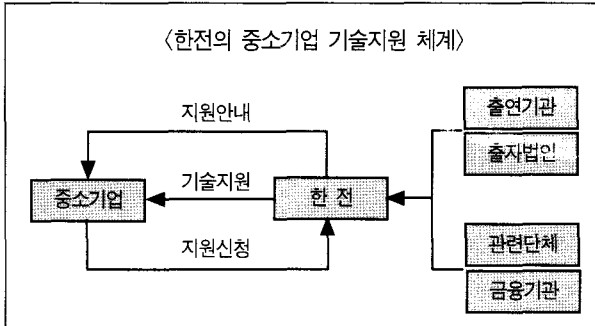 〈한전의 중소기업 기술지원 체계〉
지원안내
출연기관
출자법인
중소기업
기술지원
한 전
지원신청
관련단체
금융기관